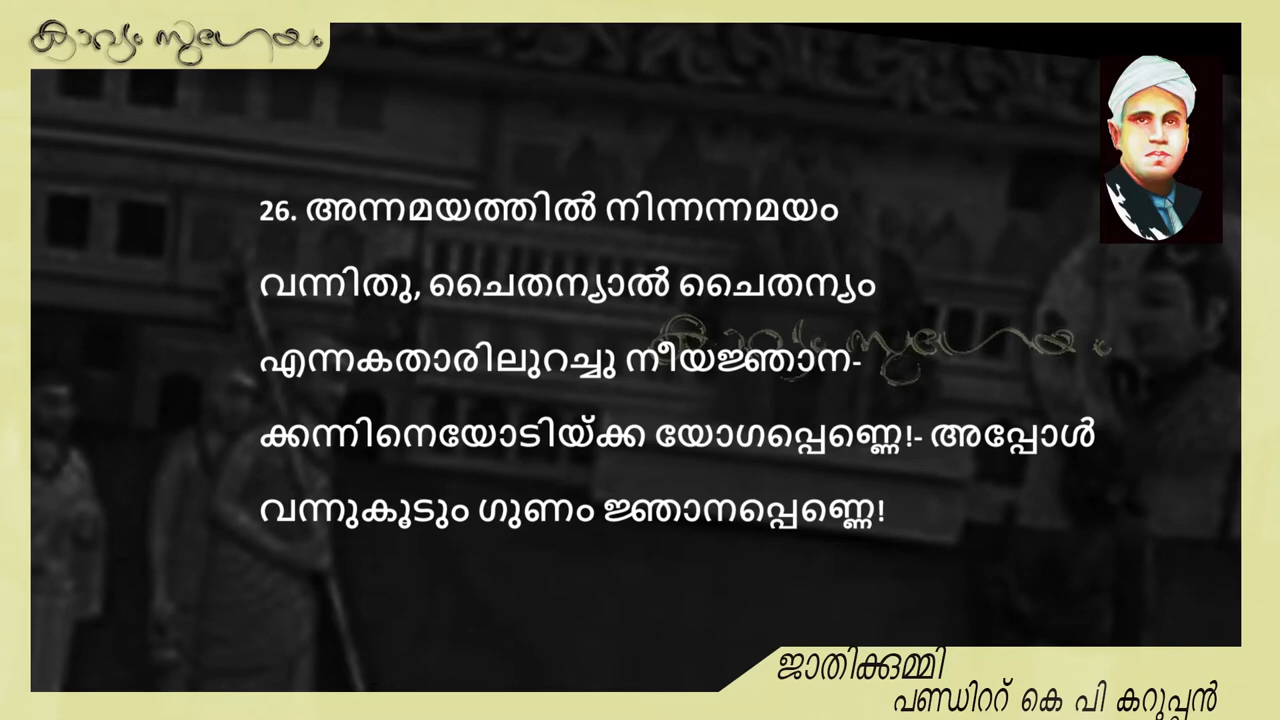 കാവ്യം സുഗേയം
26. അന്നമയത്തിൽ നിന്നന്നമയം
വന്നിതു, ചൈതന്യാൽ ചൈതന്യം
കാവ്യം സുഗേയം
എന്നകതാരിലുറച്ചു നീയജ്ഞാന-
ക്കന്നിനെയോടിയ്ക്ക യോഗപ്പെണ്ണെ!- അപ്പോൾ
വന്നുകൂടും ഗുണം ജ്ഞാനപ്പെണ്ണെ!
ജാതിക്കുമ്മി
പണ്ഡിററ് കെ പി കറുപ്പൻ